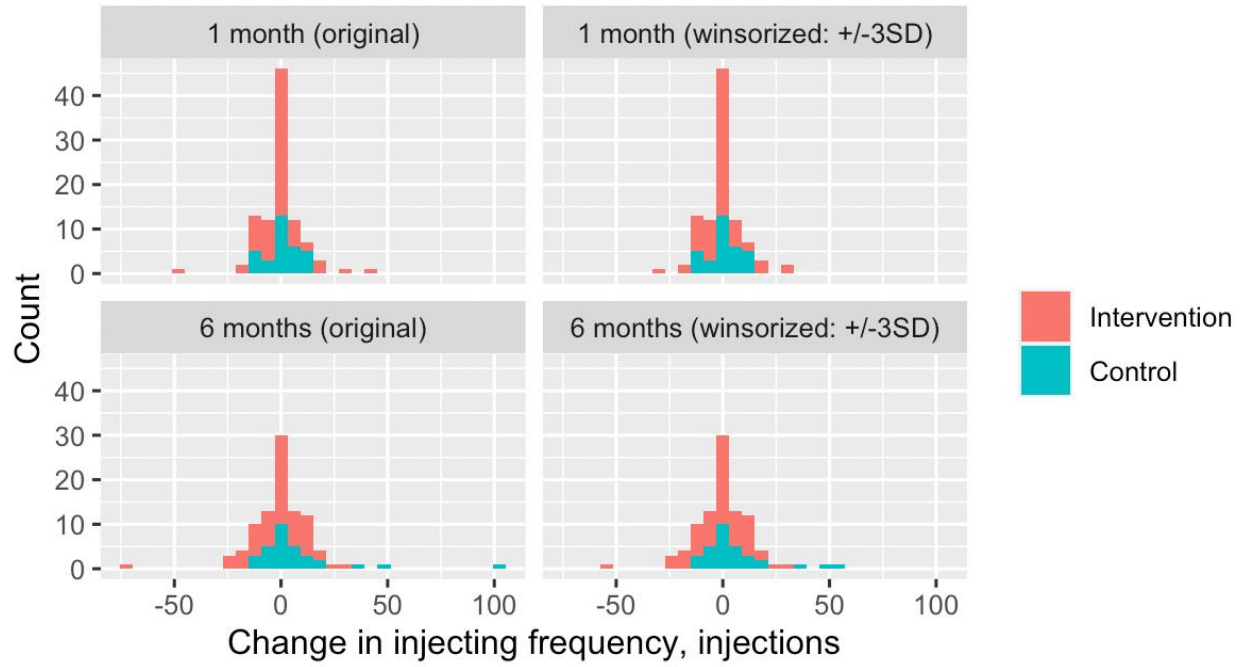 1 month (original)
1 month (winsorized: +/-3SD)
40
30
20
10
0
6 months (original)
6 months (winsorized: +/-3SD)
40
30
20
10
0
-50 0 50 100
-50 0 50 100
Count
Change in injecting frequency, injections
Intervention
Control